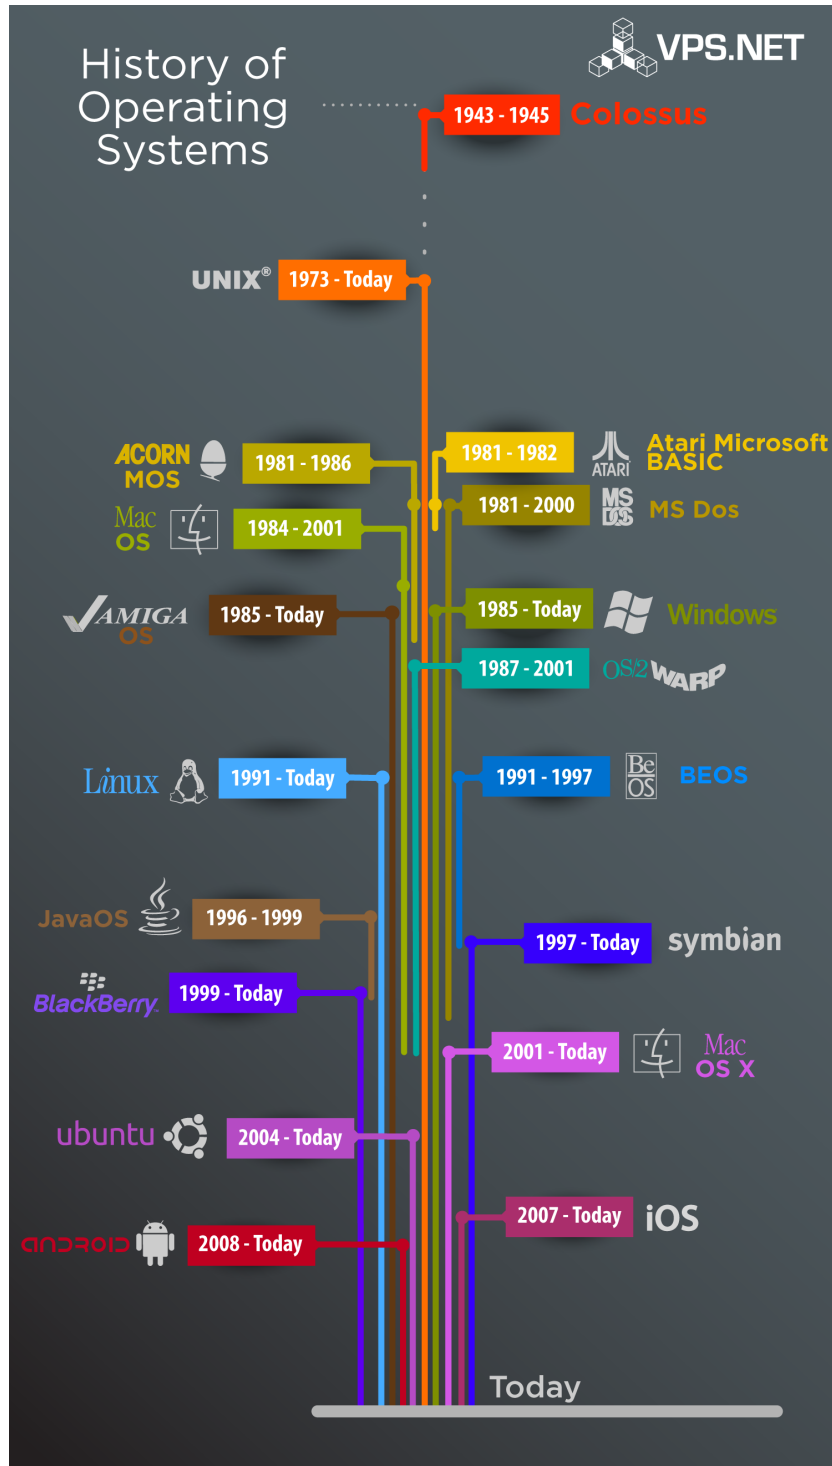 History of
Operating
Systems
VPS.NET
1943 - 1945
Colossus
UNIX®
1973 - Today
ACORN
MOS
1981 - 1986
1981 - 1982
ATARI
Atari Microsoft
BASIC
Mac
OS
1984 - 2001
1981 - 2000
MS
DOS
MS Dos
AMIGA
OS
1985 - Today
1985 - Today
Windows
1987 - 2001
OS/2 WARP
Linux
1991 - Today
1991 - 1997
Be
OS
BEOS
JavaOS
1996 - 1999
1997 - Today
symbian
BlackBerry
1999 - Today
2001 - Today
Mac
OS X
ubuntu
2004 - Today
2007 - Today
iOS
ANDROID
2008 - Today
Today